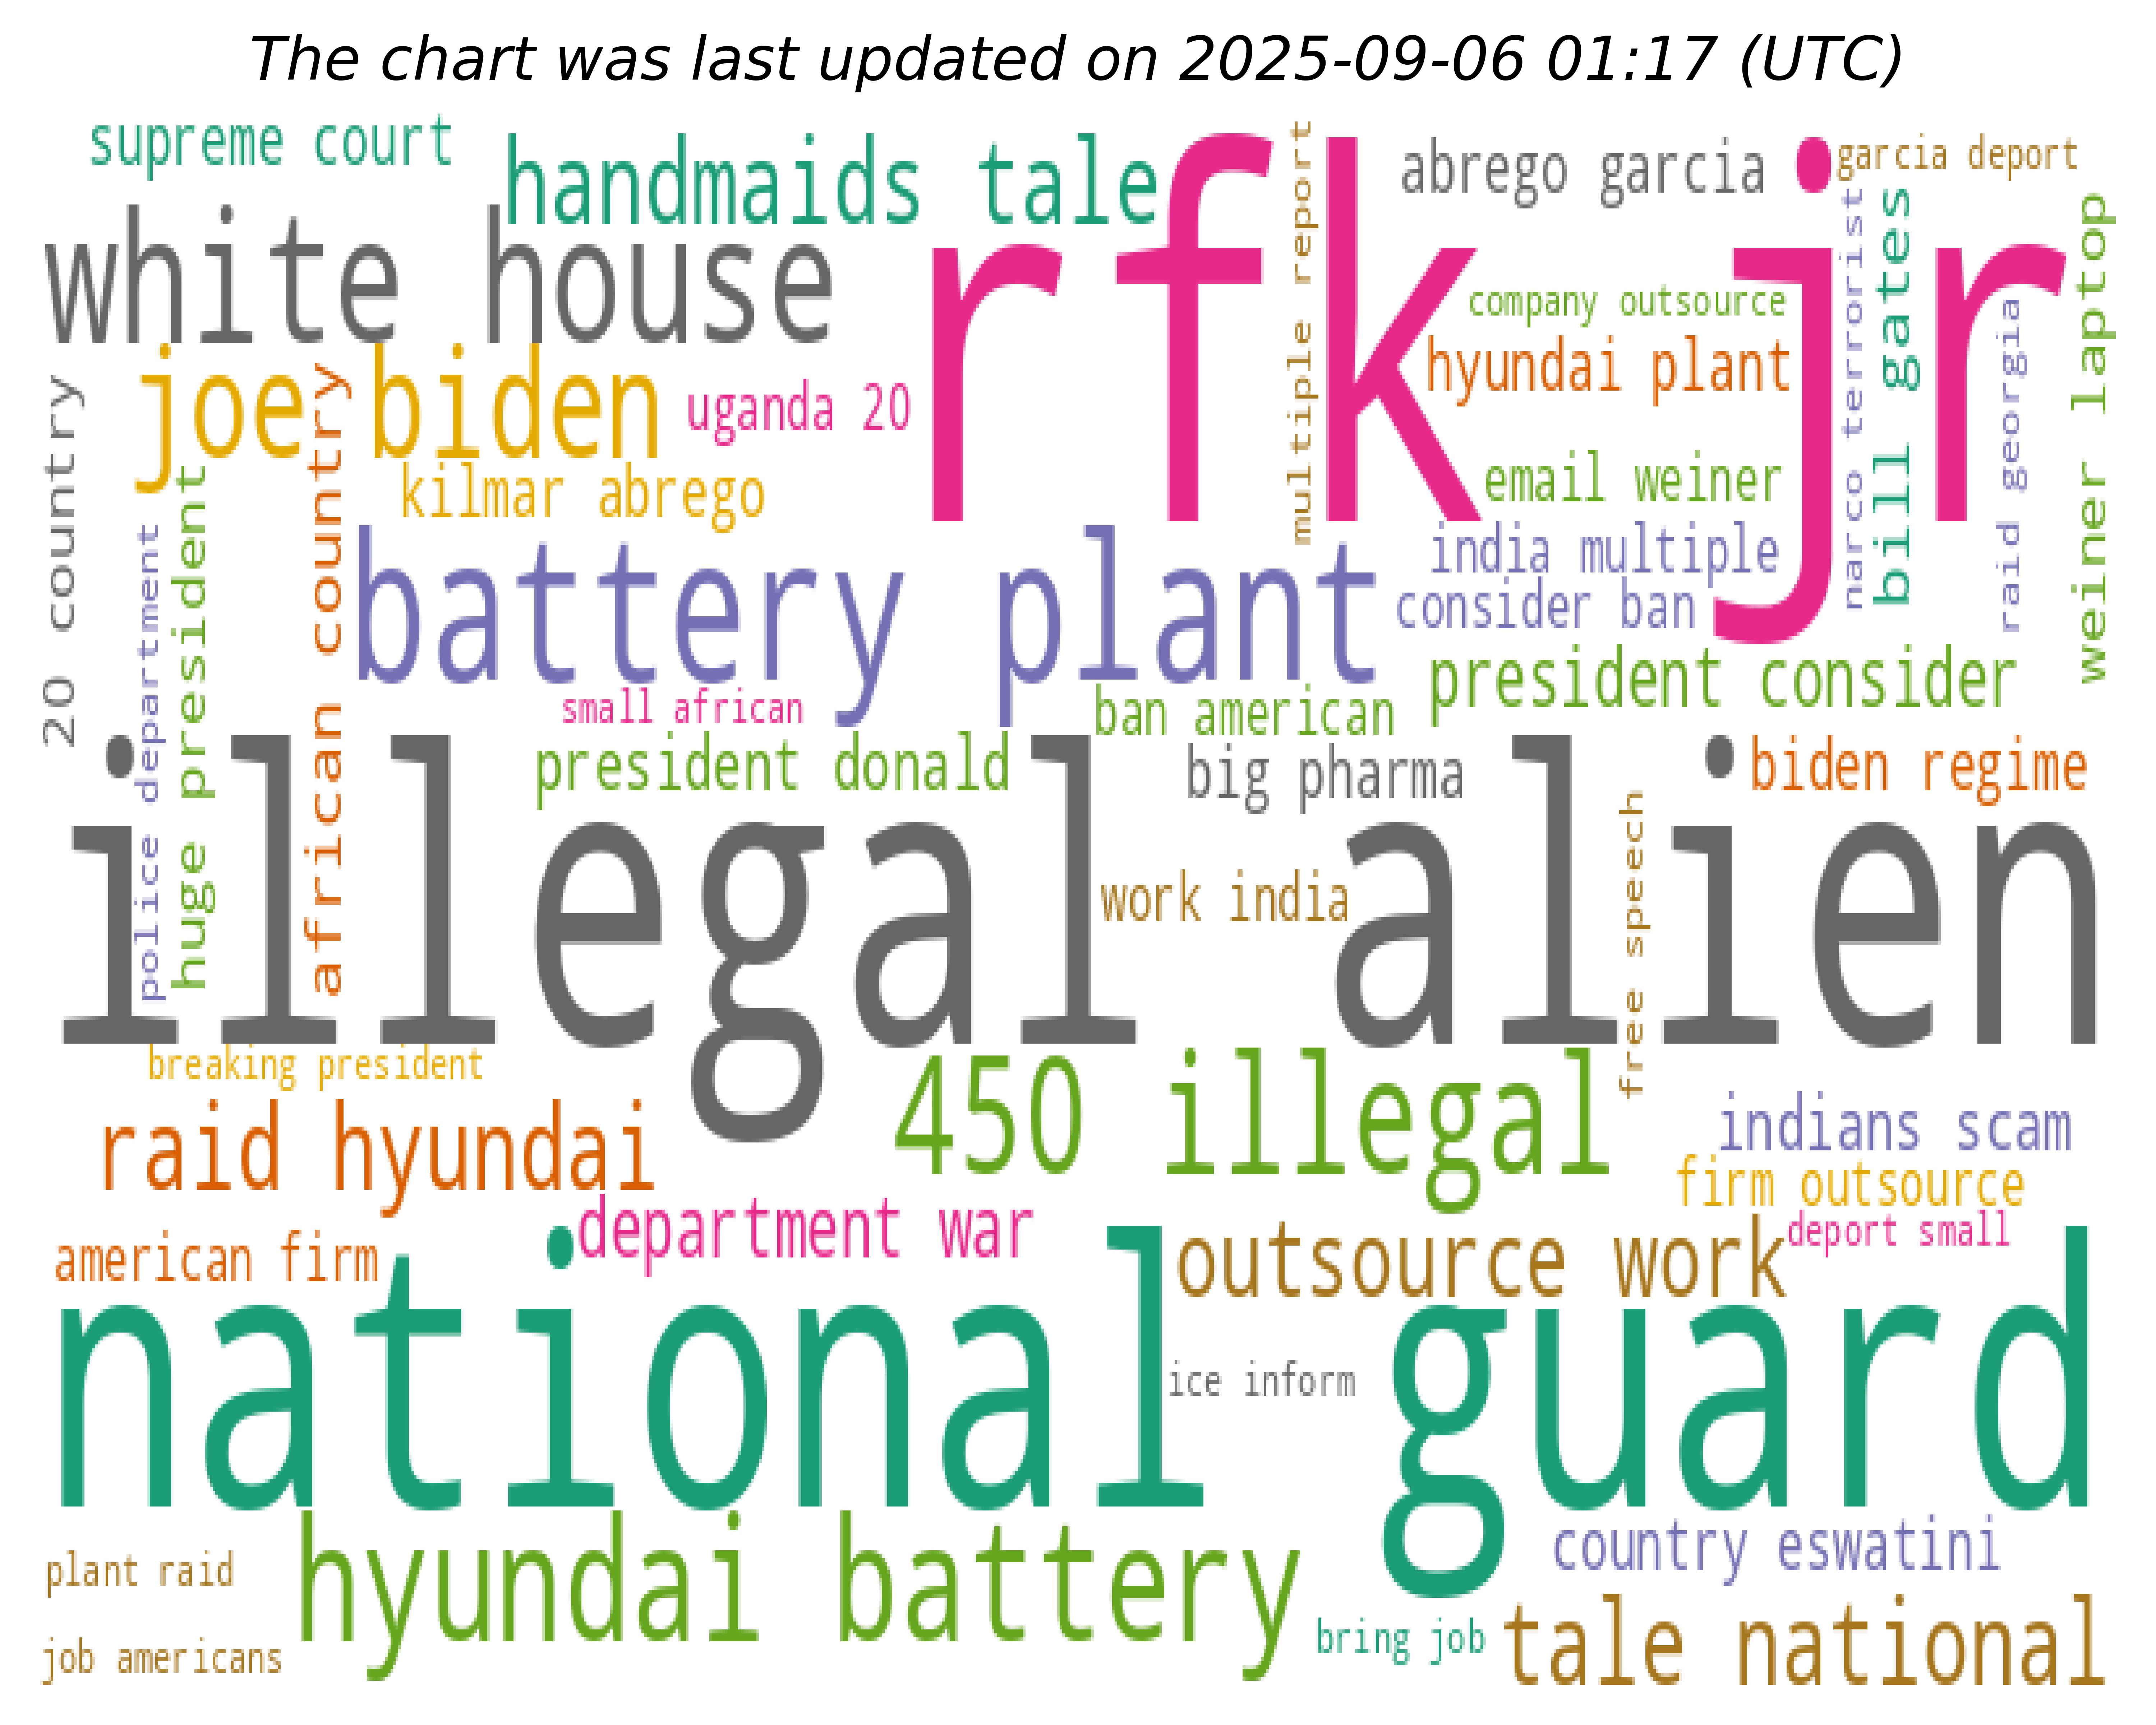 The chart was last updated on 2025-09-06 01:17 (UTC)
supreme court
handmaids tale
multiple report
abrego garcia
garcia deport
white house
rfk jr
narco terrorist
bill gates
weiner laptop
company outsource
raid georgia
hyundai plant
joe biden
uganda 20
20 country
african country
kilmar abrego
email weiner
huge president
police department
battery plant
india multiple
consider ban
president consider
small african
ban american
president donald
big pharma
biden regime
illegal alien
work india
free speech
breaking president
450 illegal
raid hyundai
indians scam
firm outsource
department war
deport small
american firm
outsource work
national guard
ice inform
hyundai battery
country eswatini
plant raid
tale national
bring job
job americans